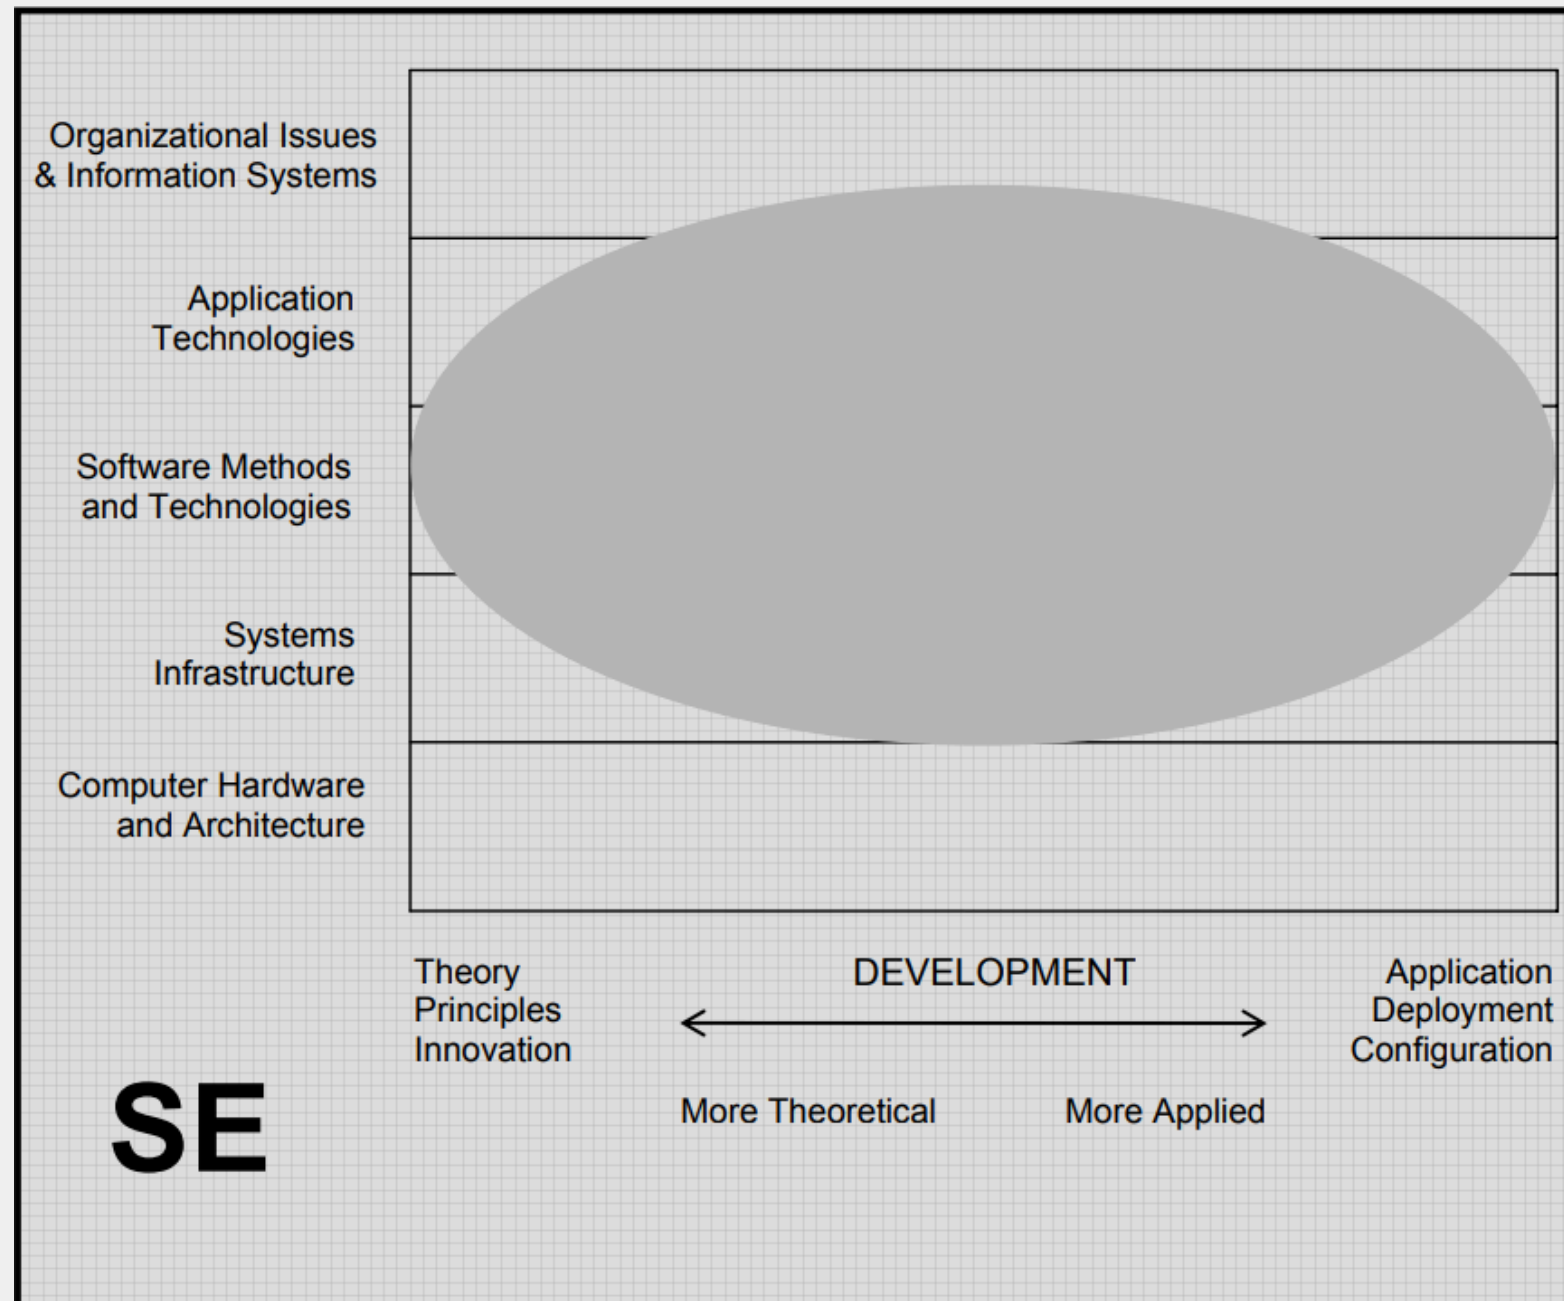 Organizational Issues
& Information Systems
Application
Technologies
Software Methods
and Technologies
Systems
Infrastructure
Computer Hardware
and Architecture
Theory
Principles
Innovation
DEVELOPMENT
Application
Deployment
Configuration
More Theoretical
More Applied
SE